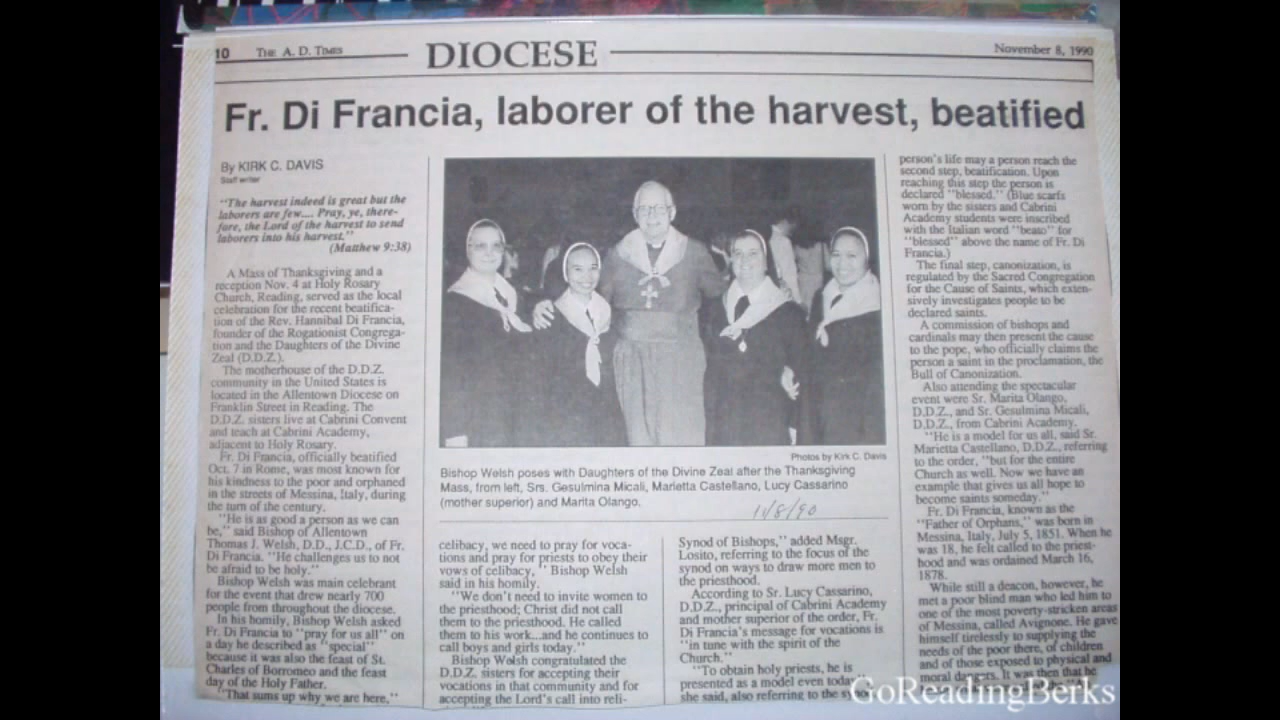 10 THE A. D. TIMES DIOCESE November 8, 1990
Fr. Di Francia, laborer of the harvest, beatified
By KIRK C. DAVIS
Staff writer
"The harvest indeed is great but the
laborers are few.... Pray, ye, there-
fore, the Lord of the harvest to send
laborers into his harvest."
(Matthew 9:38)
A Mass of Thanksgiving and a
reception Nov. 4 at Holy Rosary
Church, Reading, served as the local
celebration for the recent beatifica-
tion of the Rev. Hannibal Di Francia,
founder of the Rogationist Congrega-
tion and the Daughters of the Divine
Zeal (D.D.Z.).
The motherhouse of the D.D.Z.
community in the United States is
located in the Allentown Diocese on
Franklin Street in Reading. The
D.D.Z. sisters live at Cabrini Convent
and teach at Cabrini Academy,
adjacent to Holy Rosary.
Fr. Di Francia, officially beatified
Oct. 7 in Rome, was most known for
his kindness to the poor and orphaned
in the streets of Messina, Italy, during
the turn of the century.
"He is as good a person as we can
be," said Bishop of Allentown
Thomas J. Welsh, D.D., J.C.D., of Fr.
Di Francia. "He challenges us to not
be afraid to be holy."
Bishop Welsh was main celebrant
for the event that drew nearly 700
people from throughout the diocese.
In his homily, Bishop Welsh asked
Fr. Di Francia to "pray for us all" on
a day he described as "special"
because it was also the feast of St.
Charles of Borromeo and the feast
day of the Holy Father.
"That sums up why we are here,"
Photos by Kirk C. Davis
Bishop Welsh poses with Daughters of the Divine Zeal after the Thanksgiving
Mass, from left, Srs. Gesulmina Micali, Marietta Castellano, Lucy Cassarino
(mother superior) and Marita Olango.
11/8/90
celibacy, we need to pray for voca-
tions and pray for priests to obey their
vows of celibacy," Bishop Welsh
said in his homily.
"We don't need to invite women to
the priesthood; Christ did not call
them to the priesthood. He called
them to his work...and he continues to
call boys and girls today."
Bishop Welsh congratulated the
D.D.Z. sisters for accepting their
vocations in that community and for
accepting the Lord's call into reli-
Synod of Bishops," added Msgr.
Losito, referring to the focus of the
synod on ways to draw more men to
the priesthood.
According to Sr. Lucy Cassarino,
D.D.Z., principal of Cabrini Academy
and mother superior of the order, Fr.
Di Francia's message for vocations is
"in tune with the spirit of the
Church."
"To obtain holy priests, he is
presented as a model even today,"
she said, also referring to the
person's life may a person reach the
second step, beatification. Upon
reaching this step the person is
declared "blessed." (Blue scarfs
worn by the sisters and Cabrini
Academy students were inscribed
with the Italian word "beato" for
"blessed" above the name of Fr. Di
Francia.)
The final step, canonization, is
regulated by the Sacred Congregation
for the Cause of Saints, which exten-
sively investigates people to be
declared saints.
A commission of bishops and
cardinals may then present the cause
to the pope, who officially claims the
person a saint in the proclamation, the
Bull of Canonization.
Also attending the spectacular
event were Sr. Marita Olango,
D.D.Z., and Sr. Gesulmina Micali,
D.D.Z., from Cabrini Academy.
"He is a model for us all, said Sr.
Marietta Castellano, D.D.Z., referring
to the order, "but for the entire
Church as well. Now we have an
example that gives us all hope to
become saints someday."
Fr. Di Francia, known as the
"Father of Orphans," was born in
Messina, Italy, July 5, 1851. When he
was 18, he felt called to the priest-
hood and was ordained March 16,
1878.
While still a deacon, however, he
met a poor blind man who led him to
one of the most poverty-stricken areas
of Messina, called Avignone. He gave
himself tirelessly to supplying the
needs of the poor there, of children
and of those exposed to physical and
moral dangers. It was then that he
GoReadingBerks